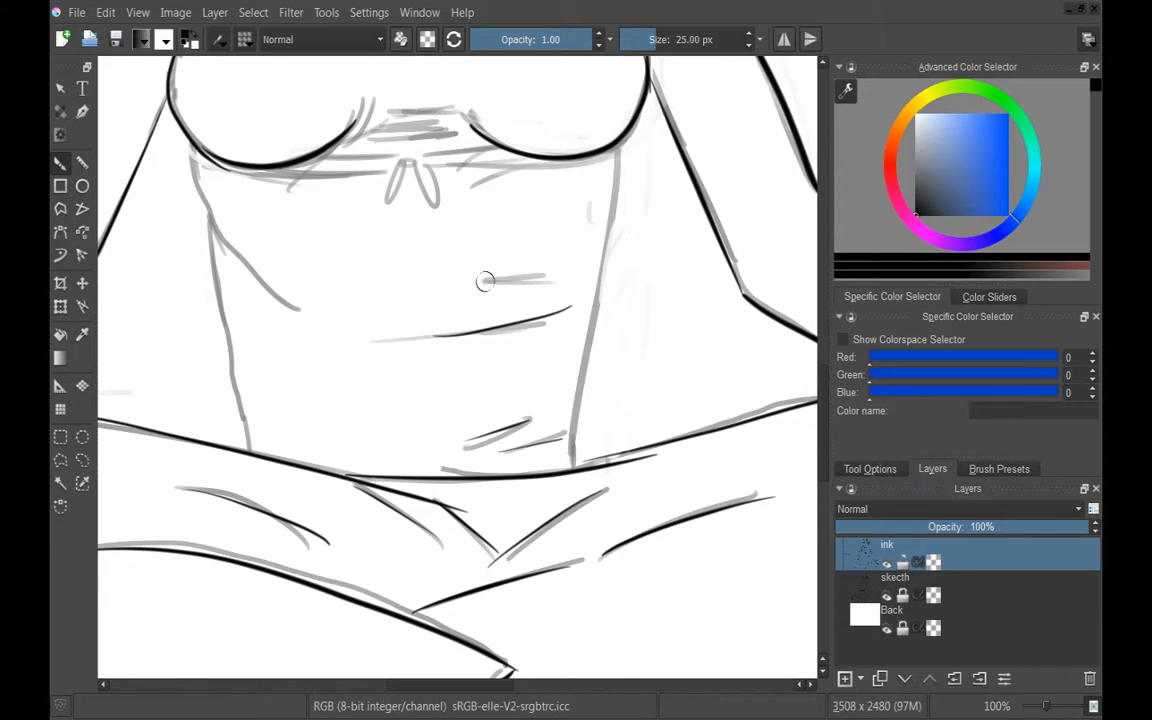 File Edit View Image Layer Select Filter Tools Settings Window Help
Normal Opacity: 1.00 Size: 25.00 px
Advanced Color Selector
Specific Color Selector Color Sliders
Specific Color Selector
Show Colorspace Selector
Red: 0
Green: 0
Blue: 0
Color name:
Tool Options Layers Brush Presets
Layers
Normal
Opacity: 100%
ink
skecth
Back
RGB (8-bit integer/channel) sRGB-elle-V2-srgbtrc.icc 3508 x 2480 (97M) 100%